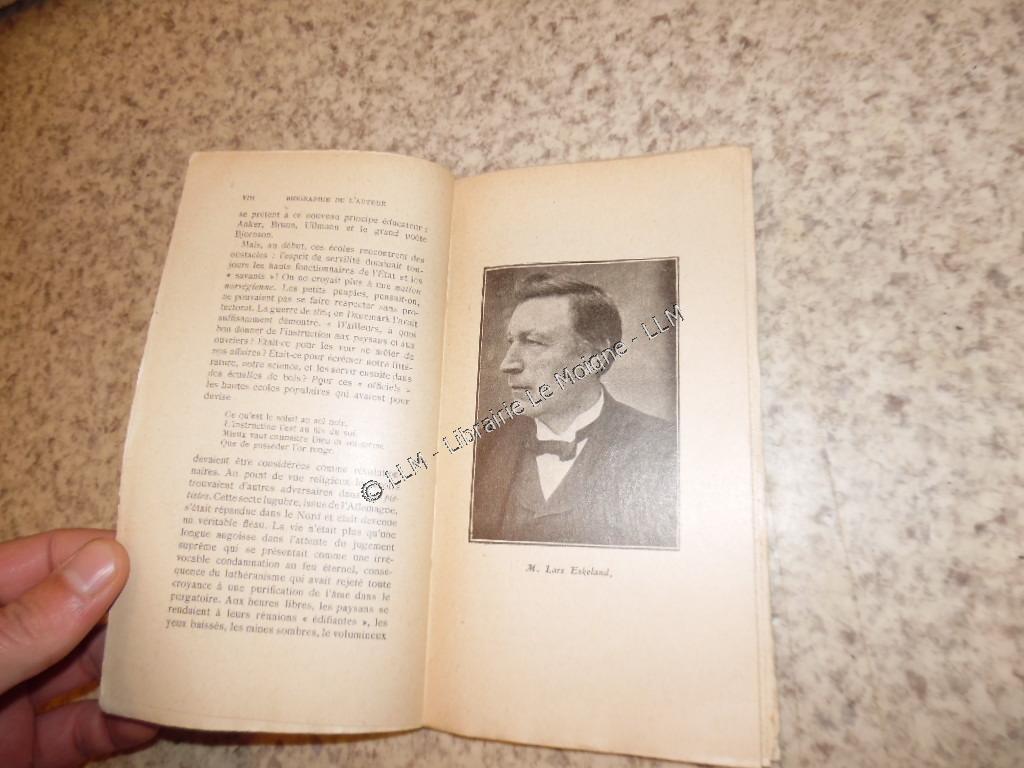 VIII BIOGRAPHIE DE L'AUTEUR
se prêtent à ce nouveau principe éducateur :
Anker, Bruun, Ullmann et le grand poète
Bjornson.
Mais, au début, ces écoles rencontrent des
obstacles : l'esprit de servilité dominait tou-
jours les hauts fonctionnaires de l'État et les
« savants »! On ne croyait plus à une nation
norvégienne. Les petits peuples, pensait-on,
ne pouvaient pas se faire respecter sans pro-
tectorat. La guerre de 1864 en Danemark l'avait
suffisamment démontré. « D'ailleurs, à quoi
bon donner de l'instruction aux paysans et aux
ouvriers? Était-ce pour les voir se mêler de
nos affaires? Était-ce pour écrémer notre litté-
rature, notre science, et les servir ensuite dans
des écuelles de bois? Pour ces « officiels »
les hautes écoles populaires qui avaient pour
devise
Ce qu'est le soleil au sol noir,
L'instruction l'est au fils du sol.
Mieux vaut connaître Dieu et soi-même
Que de posséder l'or rouge.
devaient être considérées comme
naires. Au point de vue religieux,
trouvaient d'autres adversaires dans
tistes. Cette secte lugubre, issue de l'Allemagne,
s'était répandue dans le Nord et était devenue
un véritable fléau. La vie n'était plus qu'une
longue angoisse dans l'attente du jugement
suprême qui se présentait comme une irré-
vocable condamnation au feu éternel, consé-
quence du luthéranisme qui avait rejeté toute
croyance à une purification de l'âme dans le
purgatoire. Aux heures libres, les paysans se
rendaient à leurs réunions « édifiantes », les
yeux baissés, les mines sombres, le volumineux
M. Lars Eskeland,
© LLM - Librairie Le Moigne - LLM